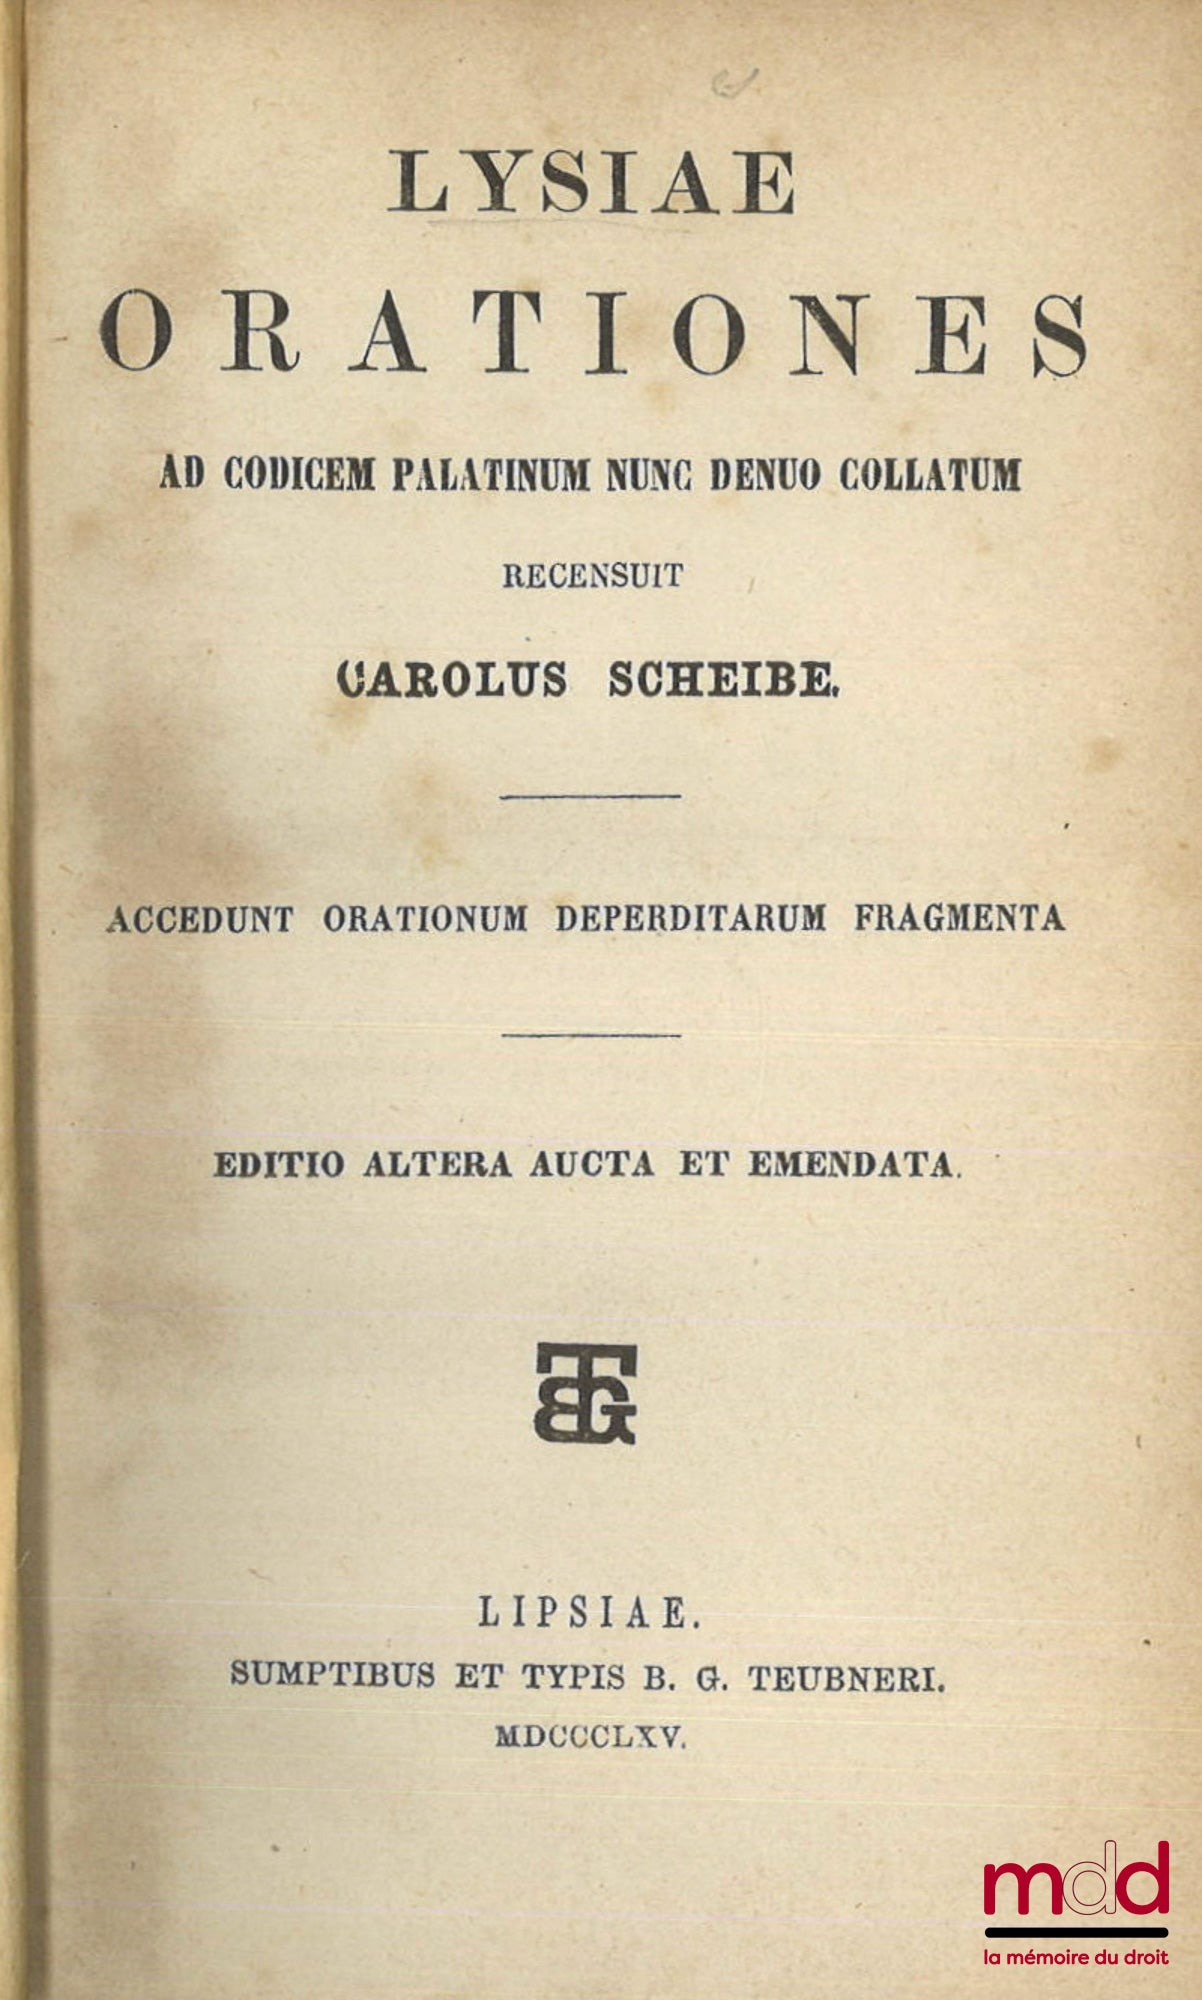 LYSIAE
ORATIONES
AD CODICEM PALATINUM NUNC DENUO COLLATUM
RECENSUIT
CAROLUS SCHEIBE.
ACCEDUNT ORATIONUM DEPERDITARUM FRAGMENTA
EDITIO ALTERA AUCTA ET EMENDATA.
BTG
LIPSIAE.
SUMPTIBUS ET TYPIS B. G. TEUBNERI.
MDCCCLXV.
mdd
la mémoire du droit